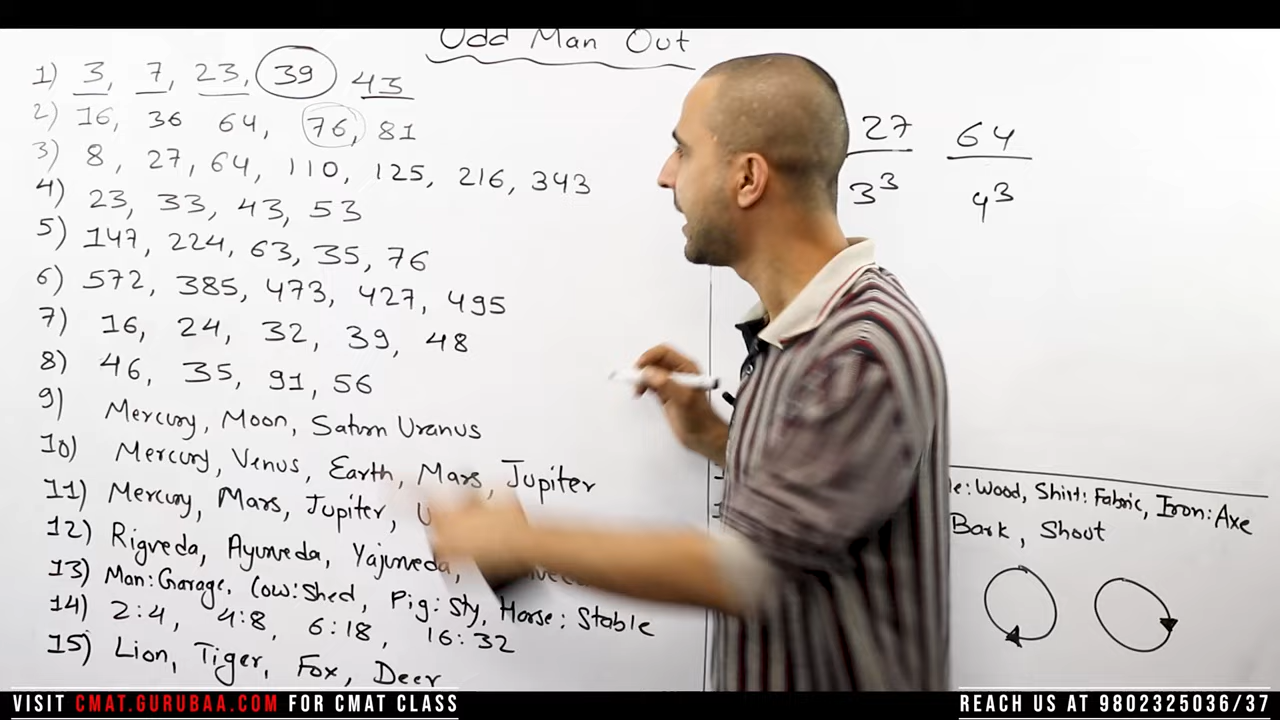 Odd Man Out
1) 3, 7, 23, 39 43
2) 16, 36 64, 76, 81
3) 8, 27, 64, 110, 125, 216, 343
4) 23, 33, 43, 53
5) 147, 224, 63, 35, 76
6) 572, 385, 473, 427, 495
7) 16, 24, 32, 39, 48
8) 46, 35, 91, 56
9) Mercury, Moon, Saturn Uranus
10) Mercury, Venus, Earth, Mars, Jupiter
11) Mercury, Mars, Jupiter,
12) Rigveda, Ayurveda, Yajurveda,
13) Man:Garage, Cow:Shed, Pig:Sty, Horse:Stable
14) 2:4, 4:8, 6:18, 16:32
15) Lion, Tiger, Fox, Deer
27 64
3³ 4³
Wood, Shirt:Fabric, Iron:Axe
Bark, Shout
VISIT CMAT.GURUBAA.COM FOR CMAT CLASS
REACH US AT 9802325036/37